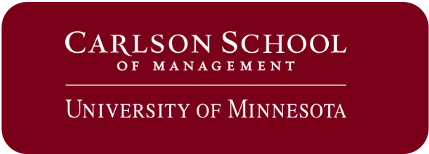 CARLSON SCHOOL
OF MANAGEMENT
UNIVERSITY OF MINNESOTA